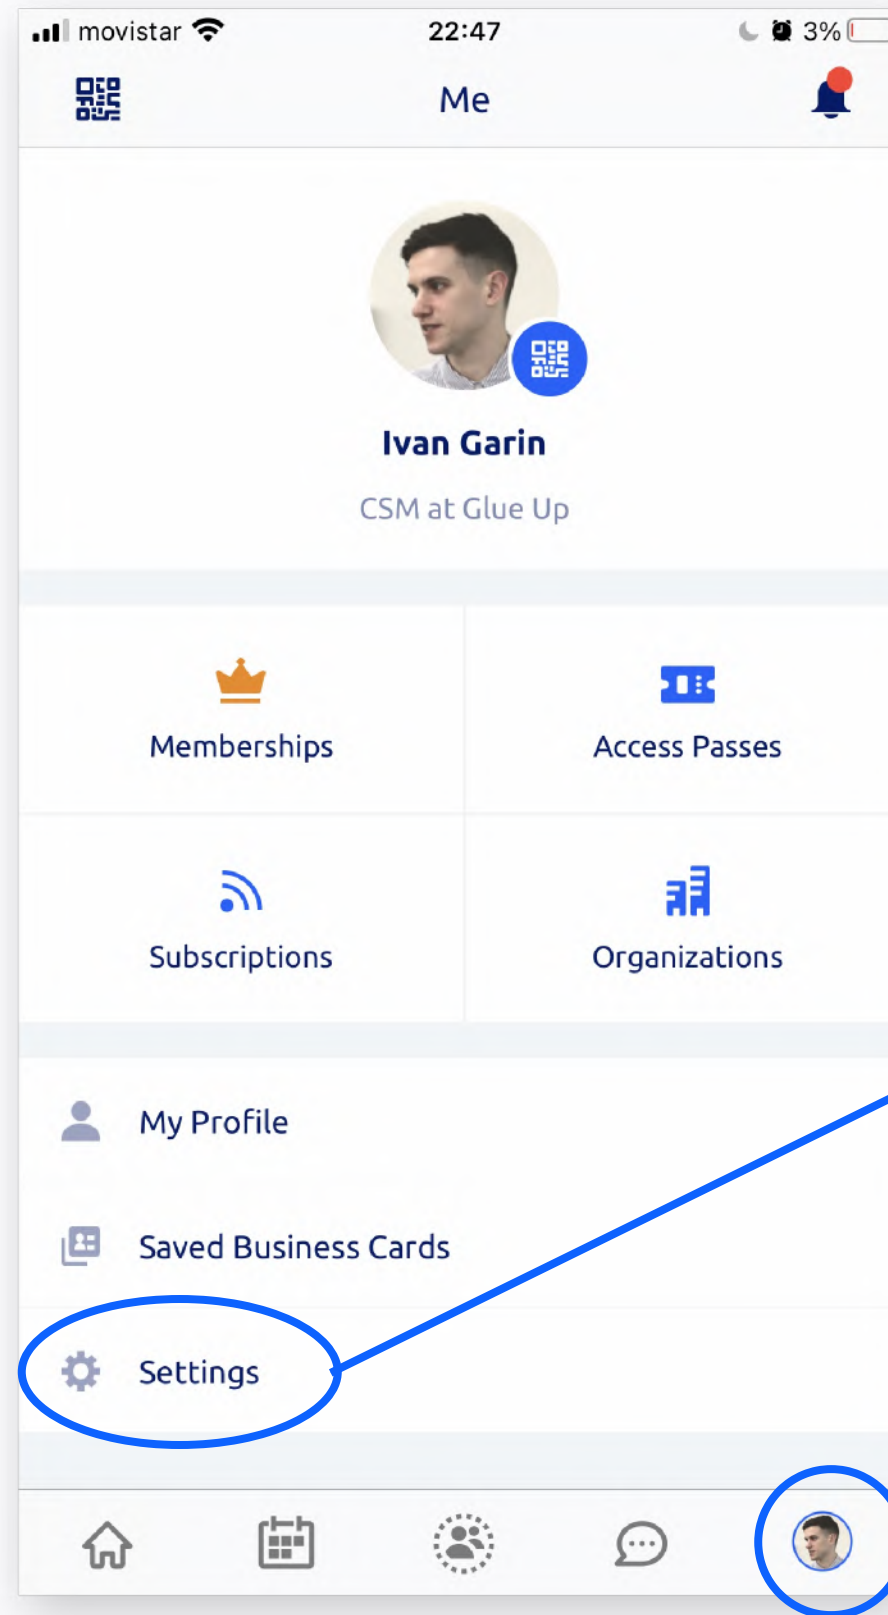 movistar 22:47 3%
Me
Ivan Garin
CSM at Glue Up
Memberships Access Passes
Subscriptions Organizations
My Profile
Saved Business Cards
Settings